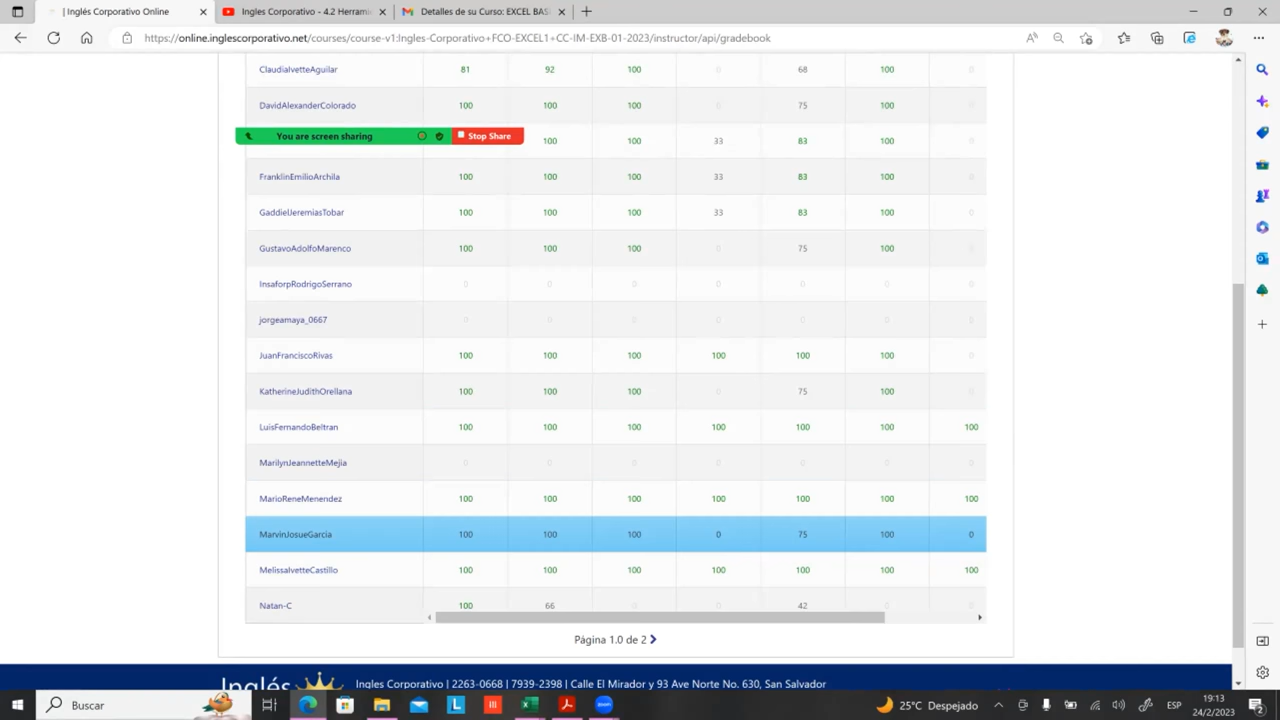 | Inglés Corporativo Online
Ingles Corporativo - 4.2 Herrami
Detalles de su Curso: EXCEL BAS
https://online.inglescorporativo.net/courses/course-v1:Ingles-Corporativo+FCO-EXCEL1+CC-IM-EXB-01-2023/instructor/api/gradebook
ClaudiaIvetteAguilar 81 92 100 0 68 100 0
DavidAlexanderColorado 100 100 100 0 75 100 0
You are screen sharing Stop Share 100 100 33 83 100 0
FranklinEmilioArchila 100 100 100 33 83 100 0
GaddielJeremiasTobar 100 100 100 33 83 100 0
GustavoAdolfoMarenco 100 100 100 0 75 100 0
InsaforpRodrigoSerrano 0 0 0 0 0 0 0
jorgeamaya_0667 0 0 0 0 0 0 0
JuanFranciscoRivas 100 100 100 100 100 100 0
KatherineJudithOrellana 100 100 100 0 75 100 0
LuisFernandoBeltran 100 100 100 100 100 100 100
MarilynJeannetteMejia 0 0 0 0 0 0 0
MarioReneMenendez 100 100 100 100 100 100 100
MarvinJosueGarcia 100 100 100 0 75 100 0
MelissaIvetteCastillo 100 100 100 100 100 100 100
Natan-C 100 66 0 0 42 0 0
Página 1.0 de 2
Inglés
Ingles Corporativo | 2263-0668 | 7939-2398 | Calle El Mirador y 93 Ave Norte No. 630, San Salvador
Buscar
25°C Despejado
ESP
19:13
24/2/2023
2